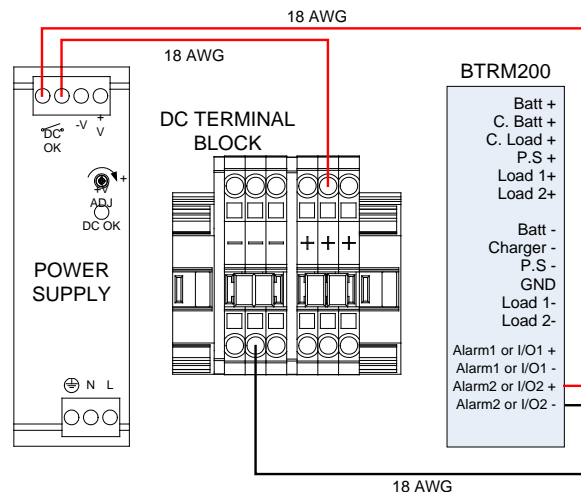 18 AWG
18 AWG
BTRM200
DC
OK
-V
+
V
DC TERMINAL
BLOCK
+
+V
ADJ
DC OK
POWER
SUPPLY
N L
− − − + + +
Batt +
C. Batt +
C. Load +
P.S +
Load 1+
Load 2+
Batt -
Charger -
P.S -
GND
Load 1-
Load 2-
Alarm1 or I/O1 +
Alarm1 or I/O1 -
Alarm2 or I/O2 +
Alarm2 or I/O2 -
18 AWG